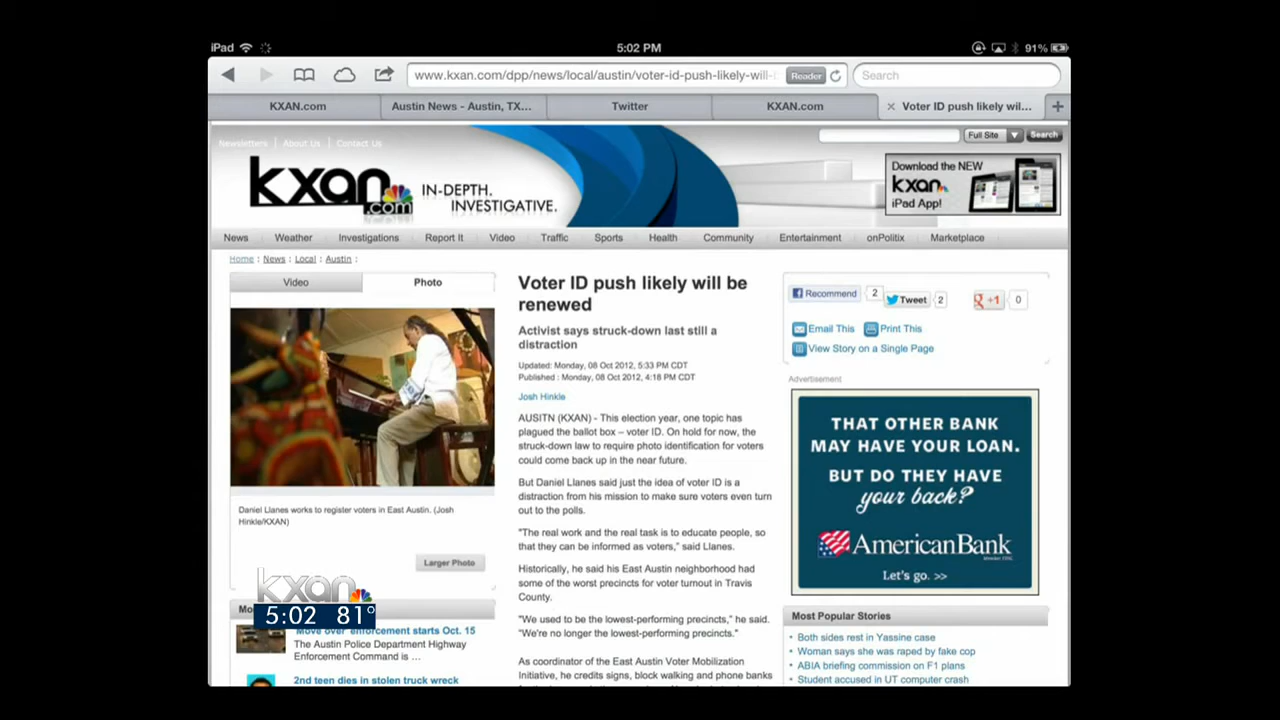 iPad
5:02 PM
91%
www.kxan.com/dpp/news/local/austin/voter-id-push-likely-will-
Reader
Search
KXAN.com
Austin News - Austin, TX...
Twitter
KXAN.com
Voter ID push likely wil...
Newsletters
About Us
Contact Us
Full Site
Search
kxan.com
IN-DEPTH.
INVESTIGATIVE.
Download the NEW
kxan
iPad App!
News
Weather
Investigations
Report It
Video
Traffic
Sports
Health
Community
Entertainment
onPolitix
Marketplace
Home : News : Local : Austin :
Video
Photo
Daniel Llanes works to register voters in East Austin. (Josh
Hinkle/KXAN)
Larger Photo
kxan
5:02 81°
Mo
'Move over' enforcement starts Oct. 15
The Austin Police Department Highway
Enforcement Command is ...
2nd teen dies in stolen truck wreck
Voter ID push likely will be
renewed
Activist says struck-down last still a
distraction
Updated: Monday, 08 Oct 2012, 5:33 PM CDT
Published : Monday, 08 Oct 2012, 4:18 PM CDT
Josh Hinkle
AUSITN (KXAN) - This election year, one topic has
plagued the ballot box – voter ID. On hold for now, the
struck-down law to require photo identification for voters
could come back up in the near future.
But Daniel Llanes said just the idea of voter ID is a
distraction from his mission to make sure voters even turn
out to the polls.
"The real work and the real task is to educate people, so
that they can be informed as voters," said Llanes.
Historically, he said his East Austin neighborhood had
some of the worst precincts for voter turnout in Travis
County.
"We used to be the lowest-performing precincts," he said.
"We're no longer the lowest-performing precincts."
As coordinator of the East Austin Voter Mobilization
Initiative, he credits signs, block walking and phone banks
Recommend
2
Tweet
2
g +1
0
Email This
Print This
View Story on a Single Page
Advertisement
THAT OTHER BANK
MAY HAVE YOUR LOAN.
BUT DO THEY HAVE
your back?
AmericanBank
Let's go. >>
Most Popular Stories
• Both sides rest in Yassine case
• Woman says she was raped by fake cop
• ABIA briefing commission on F1 plans
• Student accused in UT computer crash